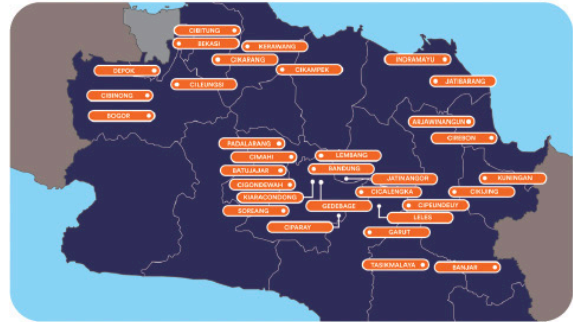 CIBITUNG
BEKASI
KERAWANG
CIKARANG
CIKAMPEK
INDRAMAYU
DEPOK
CILEUNGSI
JATIBARANG
CIBINONG
BOGOR
ARJAWINANGUN
CIREBON
PADALARANG
CIMAHI
LEMBANG
BATUJAJAR
BANDUNG
JATINANGOR
KUNINGAN
CIGONDEWAH
CICALENGKA
CIKIJING
KIARACONDONG
GEDEBAGE
CIPEUNDEUY
SOREANG
LELES
CIPARAY
GARUT
TASIKMALAYA
BANJAR